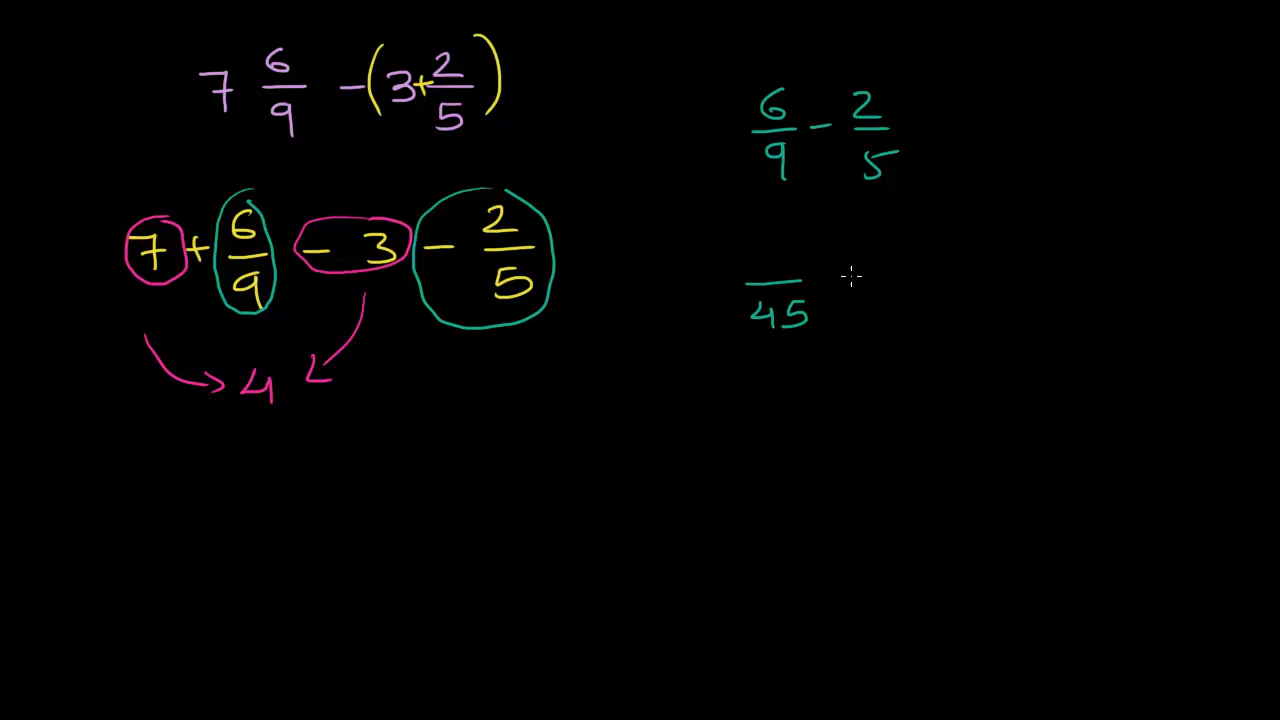 7 6/9 - (3 + 2/5)
7 + 6/9 - 3 - 2/5
4
6/9 - 2/5
/45